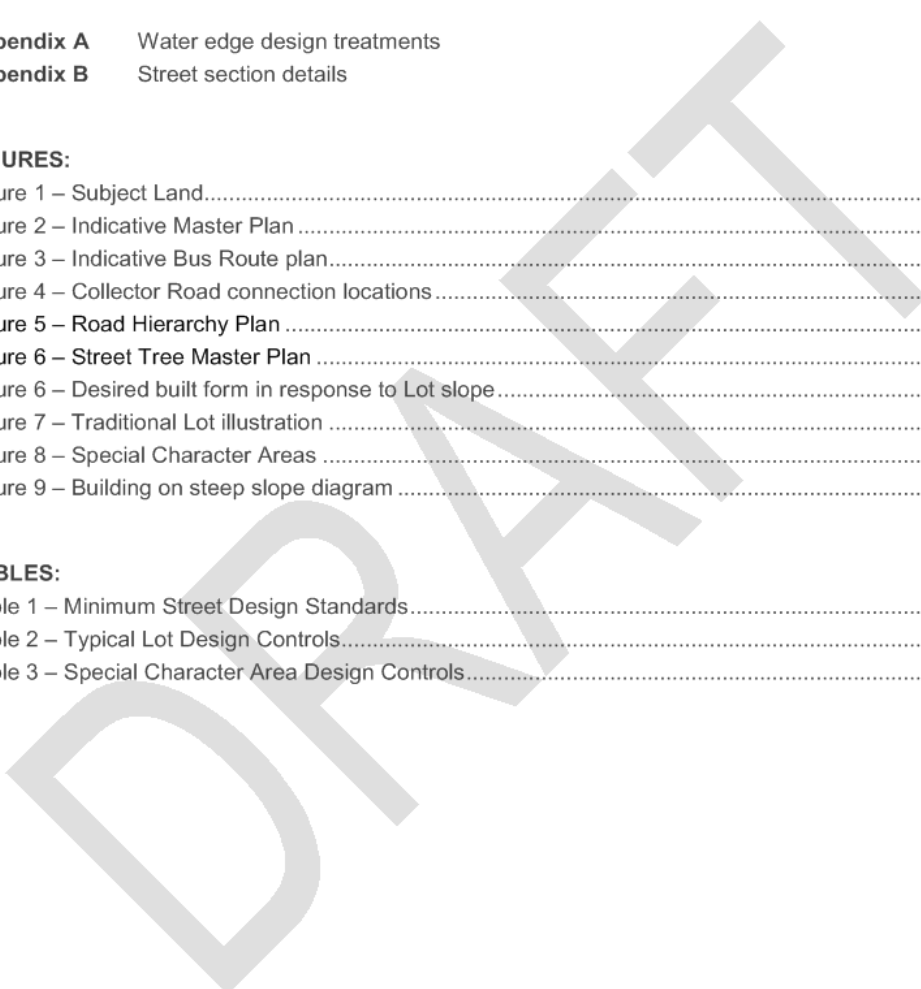 pendix A Water edge design treatments
pendix B Street section details
URES:
ure 1 – Subject Land
ure 2 – Indicative Master Plan
ure 3 – Indicative Bus Route plan
ure 4 – Collector Road connection locations
ure 5 – Road Hierarchy Plan
ure 6 – Street Tree Master Plan
ure 6 – Desired built form in response to Lot slope
ure 7 – Traditional Lot illustration
ure 8 – Special Character Areas
ure 9 – Building on steep slope diagram
BLES:
le 1 – Minimum Street Design Standards
le 2 – Typical Lot Design Controls
le 3 – Special Character Area Design Controls
DRAFT